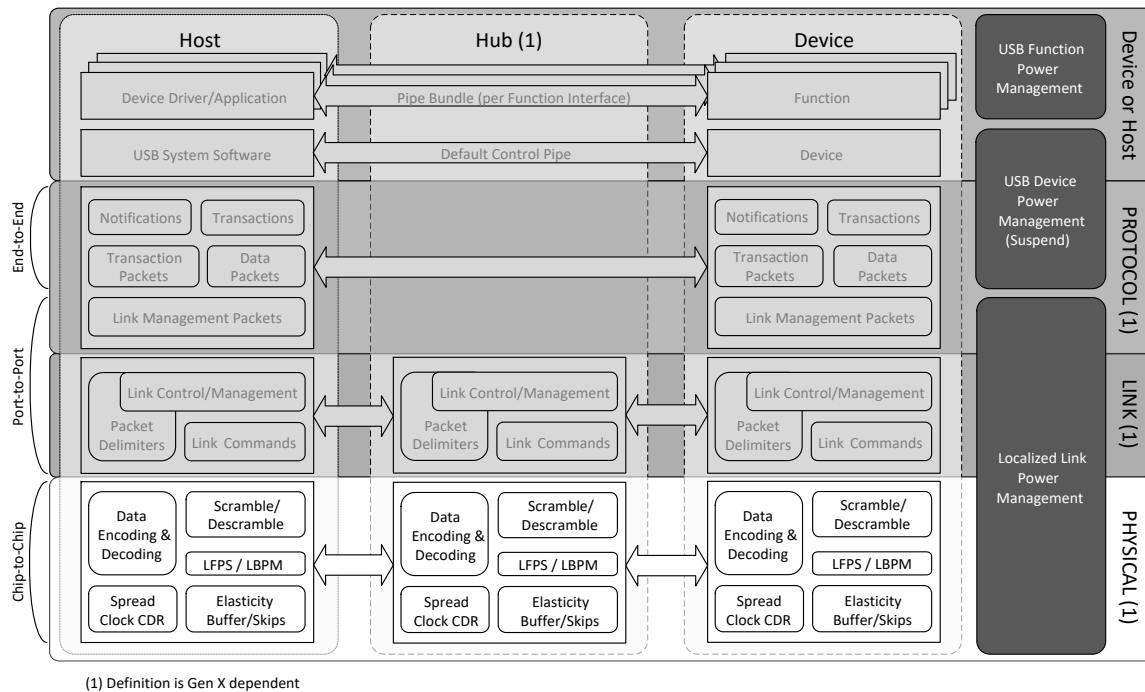 Host
Hub (1)
Device
Device or Host
Device Driver/Application
Pipe Bundle (per Function Interface)
Function
USB Function
Power
Management
USB System Software
Default Control Pipe
Device
USB Device
Power
Management
(Suspend)
End-to-End
Notifications
Transactions
Transaction
Packets
Data
Packets
Link Management Packets
Notifications
Transactions
Transaction
Packets
Data
Packets
Link Management Packets
PROTOCOL (1)
Port-to-Port
Link Control/Management
Packet
Delimiters
Link Commands
Link Control/Management
Packet
Delimiters
Link Commands
Link Control/Management
Packet
Delimiters
Link Commands
LINK (1)
Localized Link
Power
Management
Chip-to-Chip
Data
Encoding &
Decoding
Scramble/
Descramble
LFPS / LBPM
Spread
Clock CDR
Elasticity
Buffer/Skips
Data
Encoding &
Decoding
Scramble/
Descramble
LFPS / LBPM
Spread
Clock CDR
Elasticity
Buffer/Skips
Data
Encoding &
Decoding
Scramble/
Descramble
LFPS / LBPM
Spread
Clock CDR
Elasticity
Buffer/Skips
PHYSICAL (1)
(1) Definition is Gen X dependent